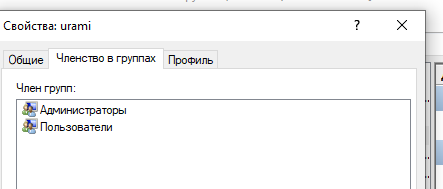 Свойства: urami
?
Общие
Членство в группах
Профиль
Член групп:
Администраторы
Пользователи